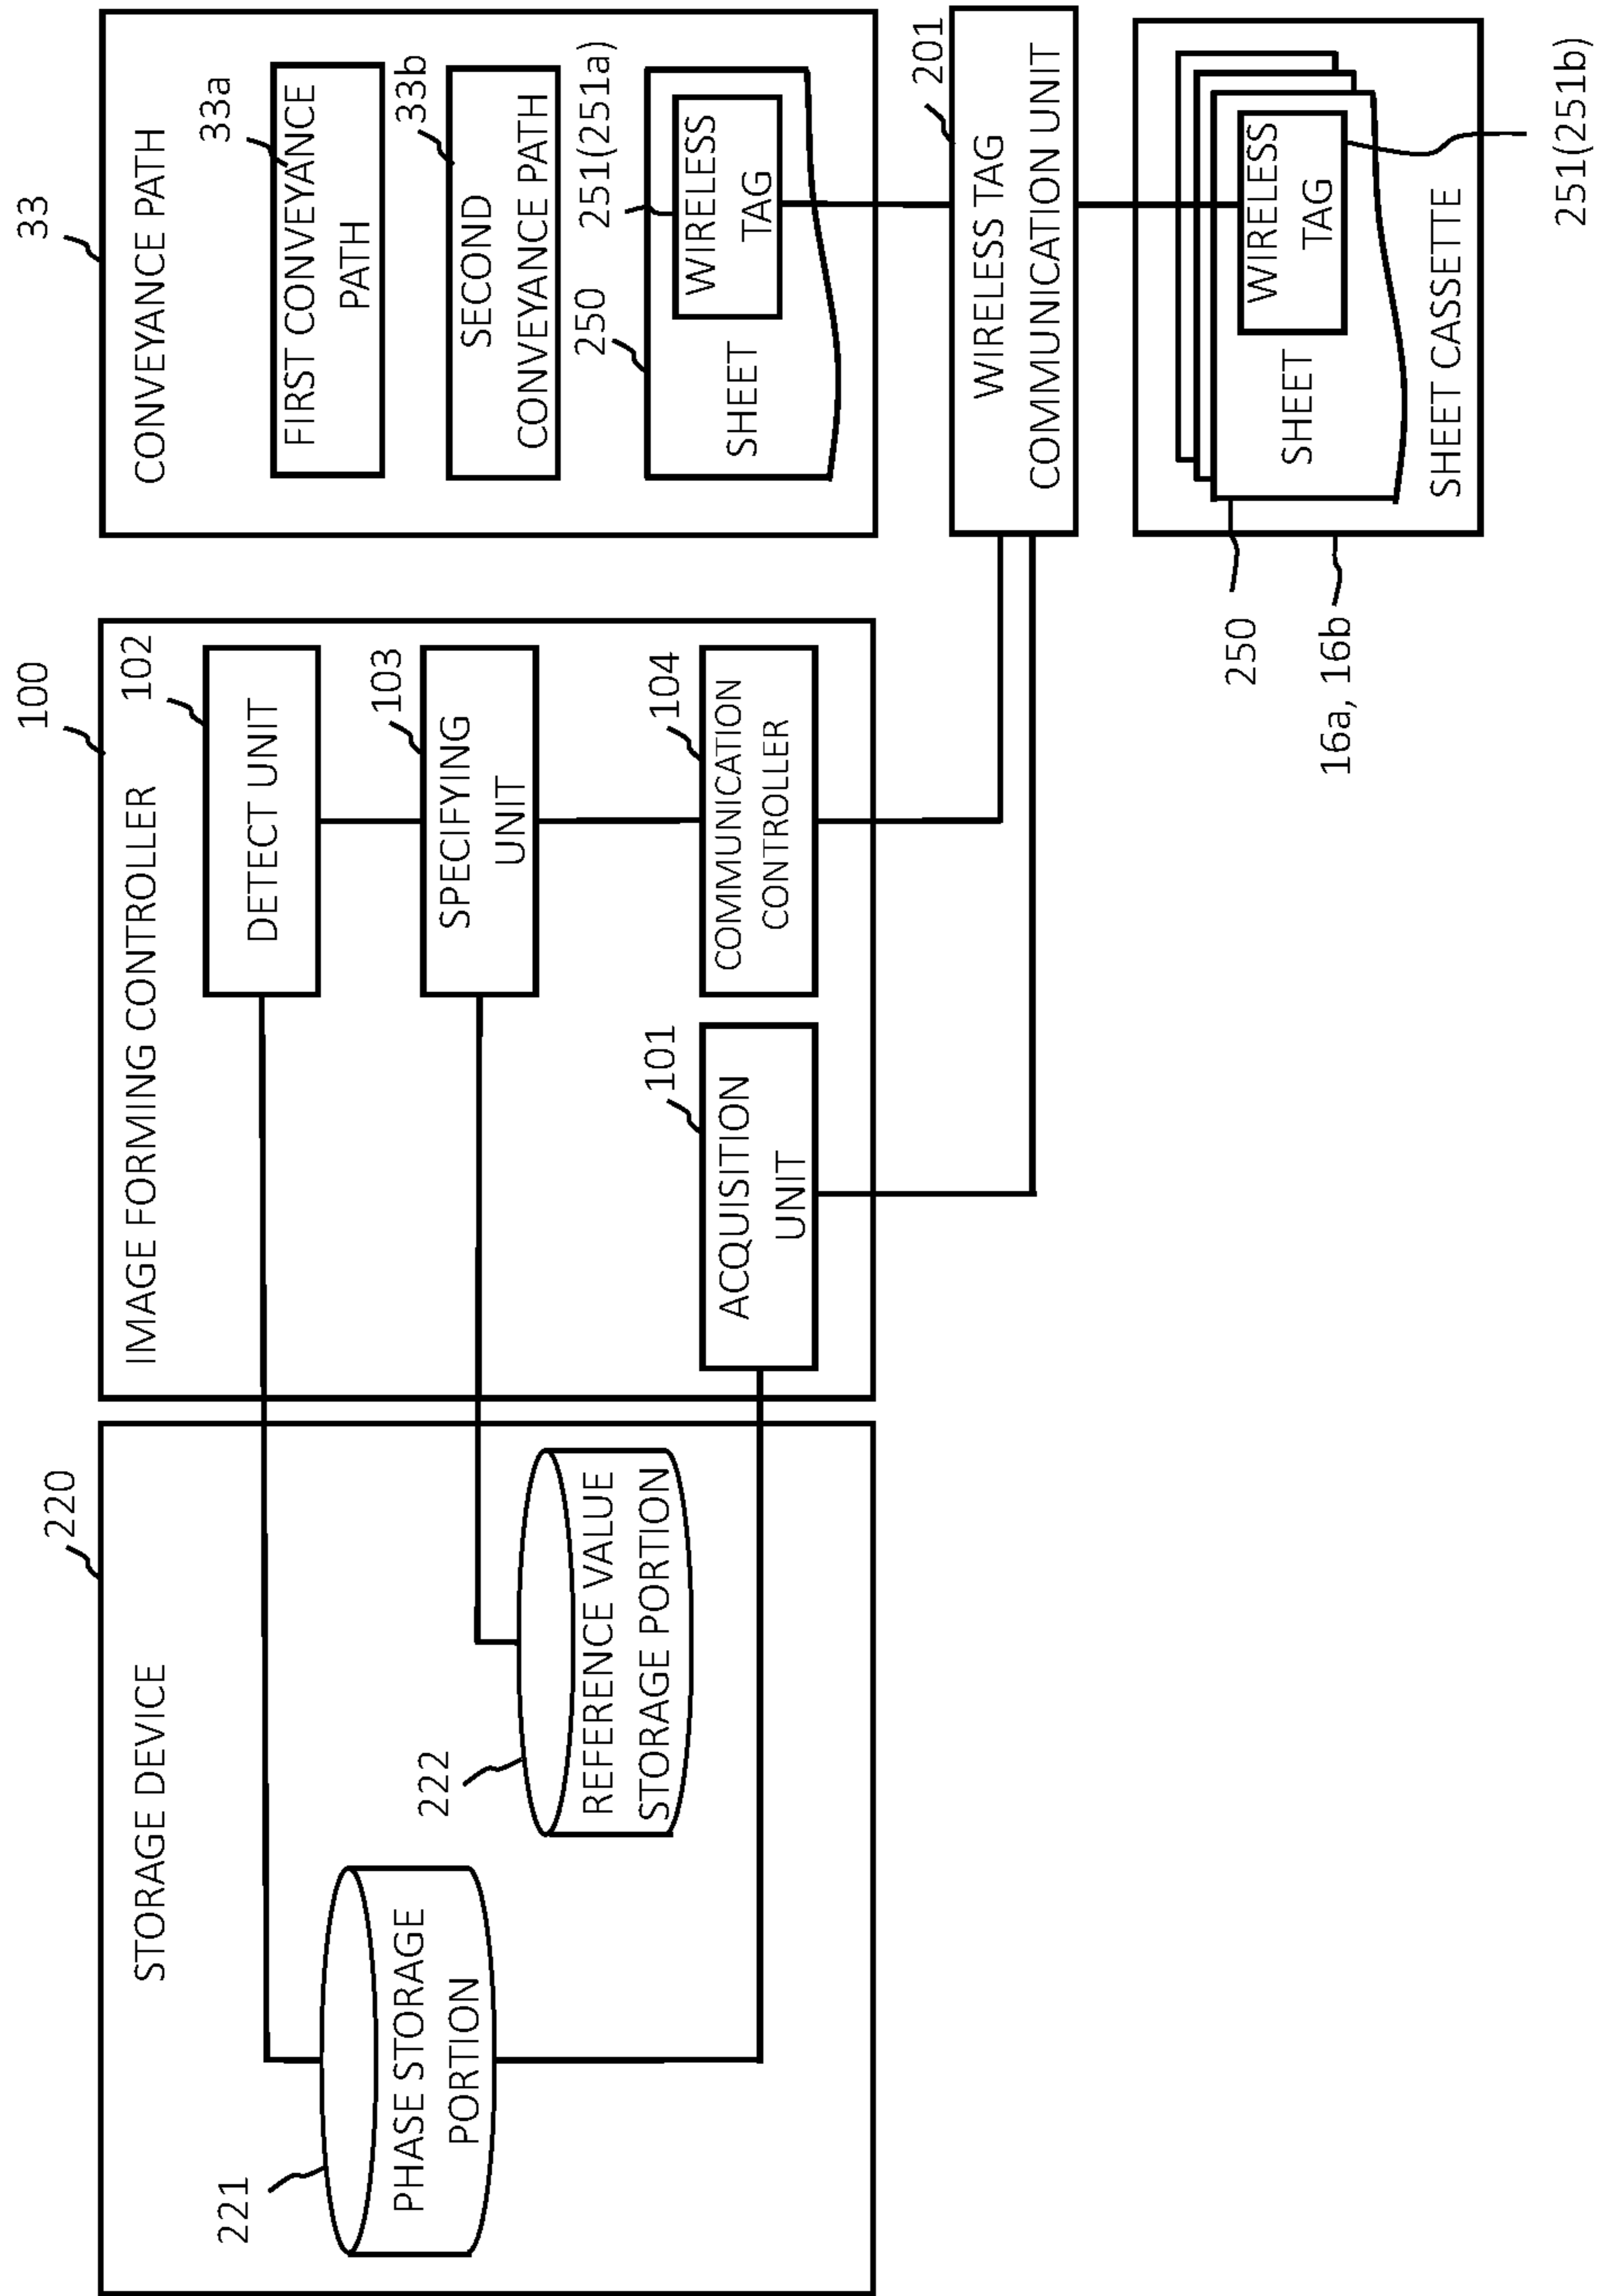 220
STORAGE DEVICE
221
PHASE STORAGE
PORTION
222
REFERENCE VALUE
STORAGE PORTION
100
IMAGE FORMING CONTROLLER
102
DETECT UNIT
103
SPECIFYING
UNIT
101
ACQUISITION
UNIT
104
COMMUNICATION
CONTROLLER
33
CONVEYANCE PATH
33a
FIRST CONVEYANCE
PATH
33b
SECOND
CONVEYANCE PATH
250
251(251a)
SHEET
WIRELESS
TAG
201
WIRELESS TAG
COMMUNICATION UNIT
250
16a, 16b
SHEET
WIRELESS
TAG
SHEET CASSETTE
251(251b)